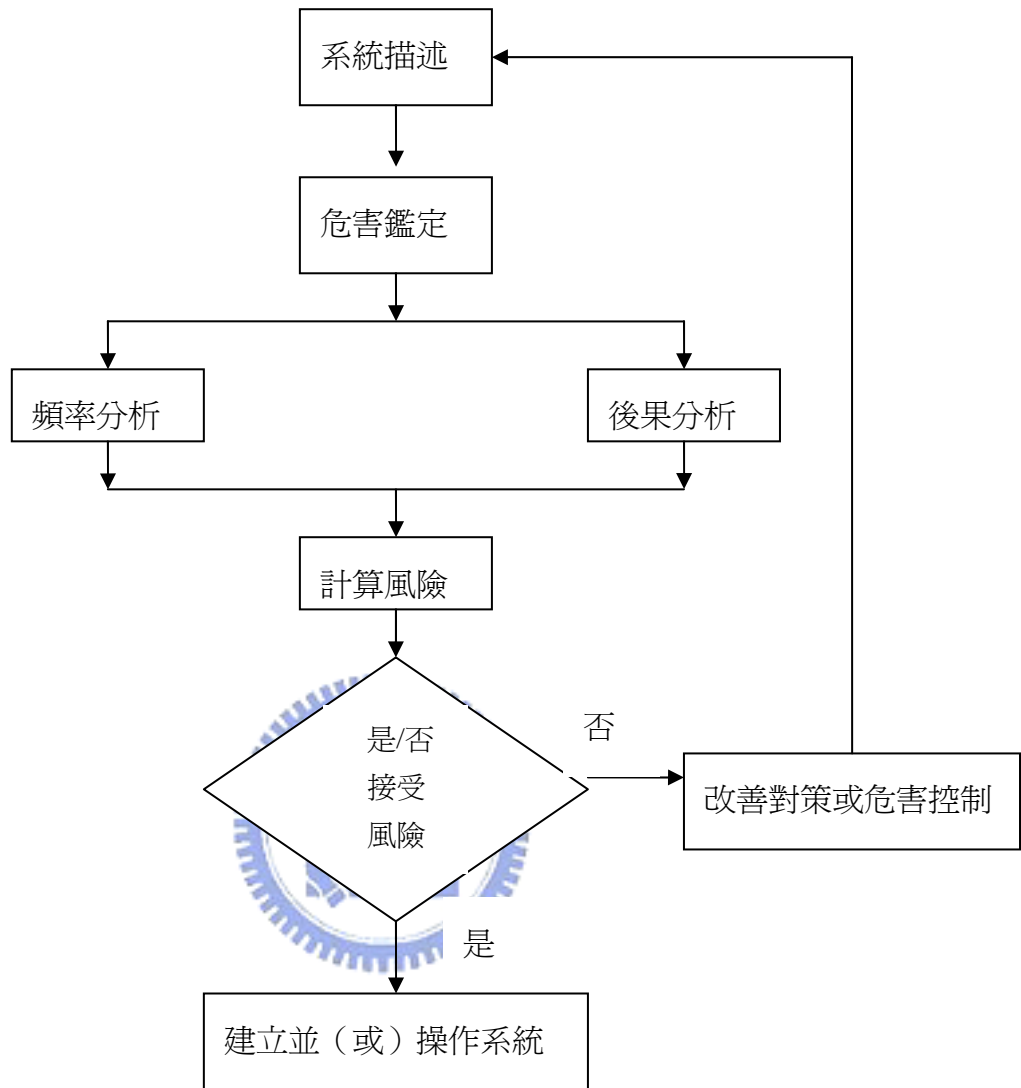 系統描述
危害鑑定
頻率分析
後果分析
計算風險
是/否
接受
風險
否
改善對策或危害控制
是
建立並（或）操作系統